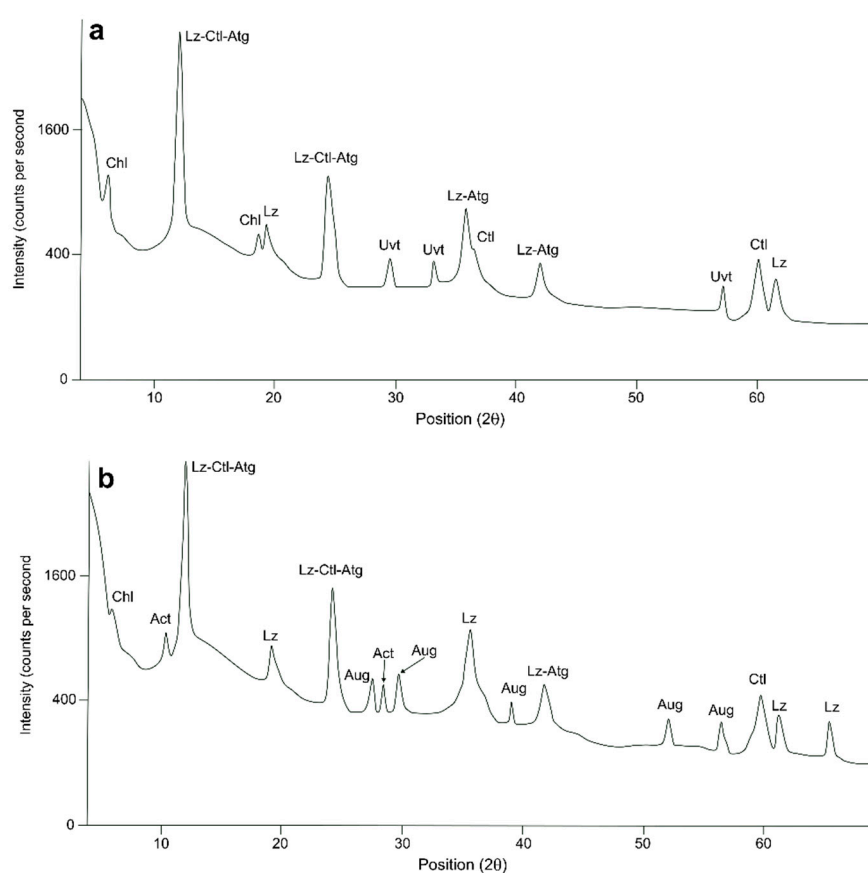 a
Lz-Ctl-Atg
1600
Chl
Lz-Ctl-Atg
Lz-Atg
Chl Lz
Ctl
400
Uvt
Uvt
Lz-Atg
Ctl
Lz
Uvt
0
10 20 30 40 50 60
Position (2θ)
Intensity (counts per second
b
Lz-Ctl-Atg
1600
Chl
Act
Lz-Ctl-Atg
Lz
Aug
Act
Aug
Lz
Aug
Lz-Atg
400
Aug
Aug
Ctl
Lz
Lz
0
10 20 30 40 50 60
Position (2θ)
Intensity (counts per second